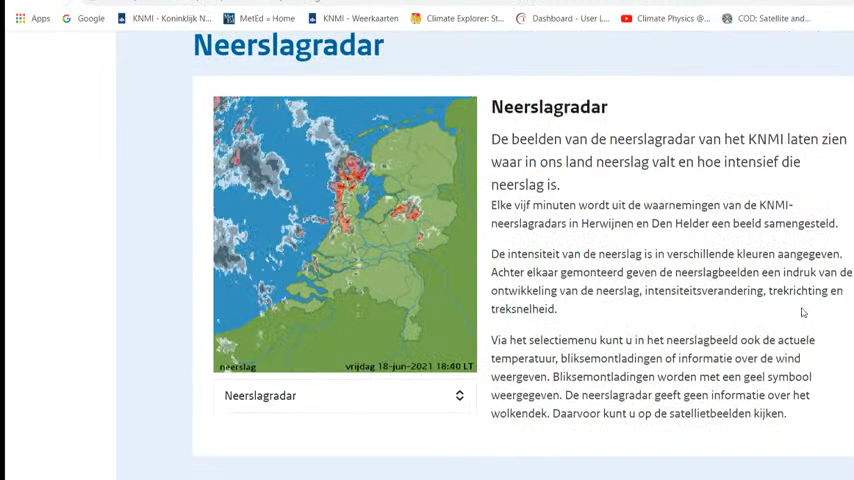 Apps
Google
KNMI - Koninklijk N...
MetEd » Home
KNMI - Weerkaarten
Climate Explorer: St...
Dashboard - User L...
Climate Physics @...
COD: Satellite and...
Neerslagradar
neerslag
vrijdag 18-jun-2021 18:40 LT
Neerslagradar
Neerslagradar
De beelden van de neerslagradar van het KNMI laten zien
waar in ons land neerslag valt en hoe intensief die
neerslag is.
Elke vijf minuten wordt uit de waarnemingen van de KNMI-
neerslagradars in Herwijnen en Den Helder een beeld samengesteld.
De intensiteit van de neerslag is in verschillende kleuren aangegeven.
Achter elkaar gemonteerd geven de neerslagbeelden een indruk van de
ontwikkeling van de neerslag, intensiteitsverandering, trekrichting en
treksnelheid.
Via het selectiemenu kunt u in het neerslagbeeld ook de actuele
temperatuur, bliksemontladingen of informatie over de wind
weergeven. Bliksemontladingen worden met een geel symbool
weergegeven. De neerslagradar geeft geen informatie over het
wolkendek. Daarvoor kunt u op de satellietbeelden kijken.